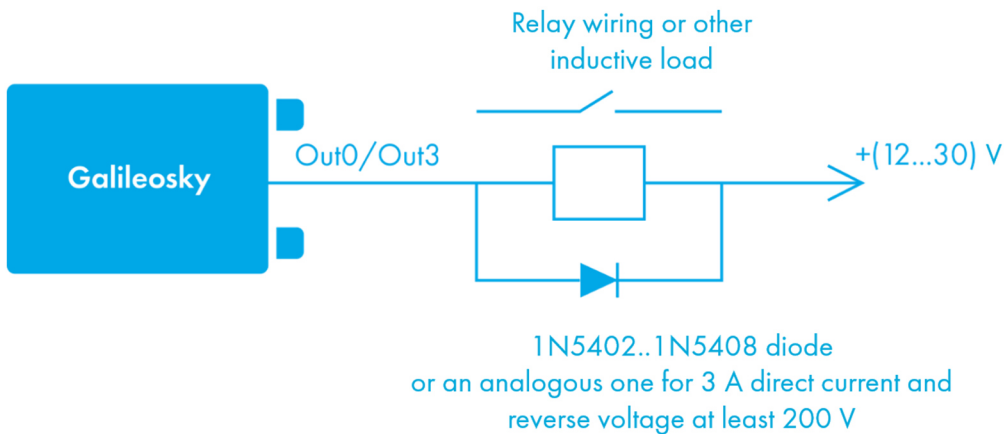 Relay wiring or other
inductive load
Galileosky
Out0/Out3
+(12...30) V
1N5402..1N5408 diode
or an analogous one for 3 A direct current and
reverse voltage at least 200 V